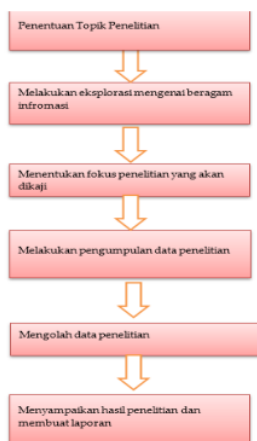 Penentuan Topik Penelitian
Melakukan eksplorasi mengenai beragam
infromasi
Menentukan fokus penelitian yang akan
dikaji
Melakukan pengumpulan data penelitian
Mengolah data penelitian
Menyampaikan hasil penelitian dan
membuat laporan